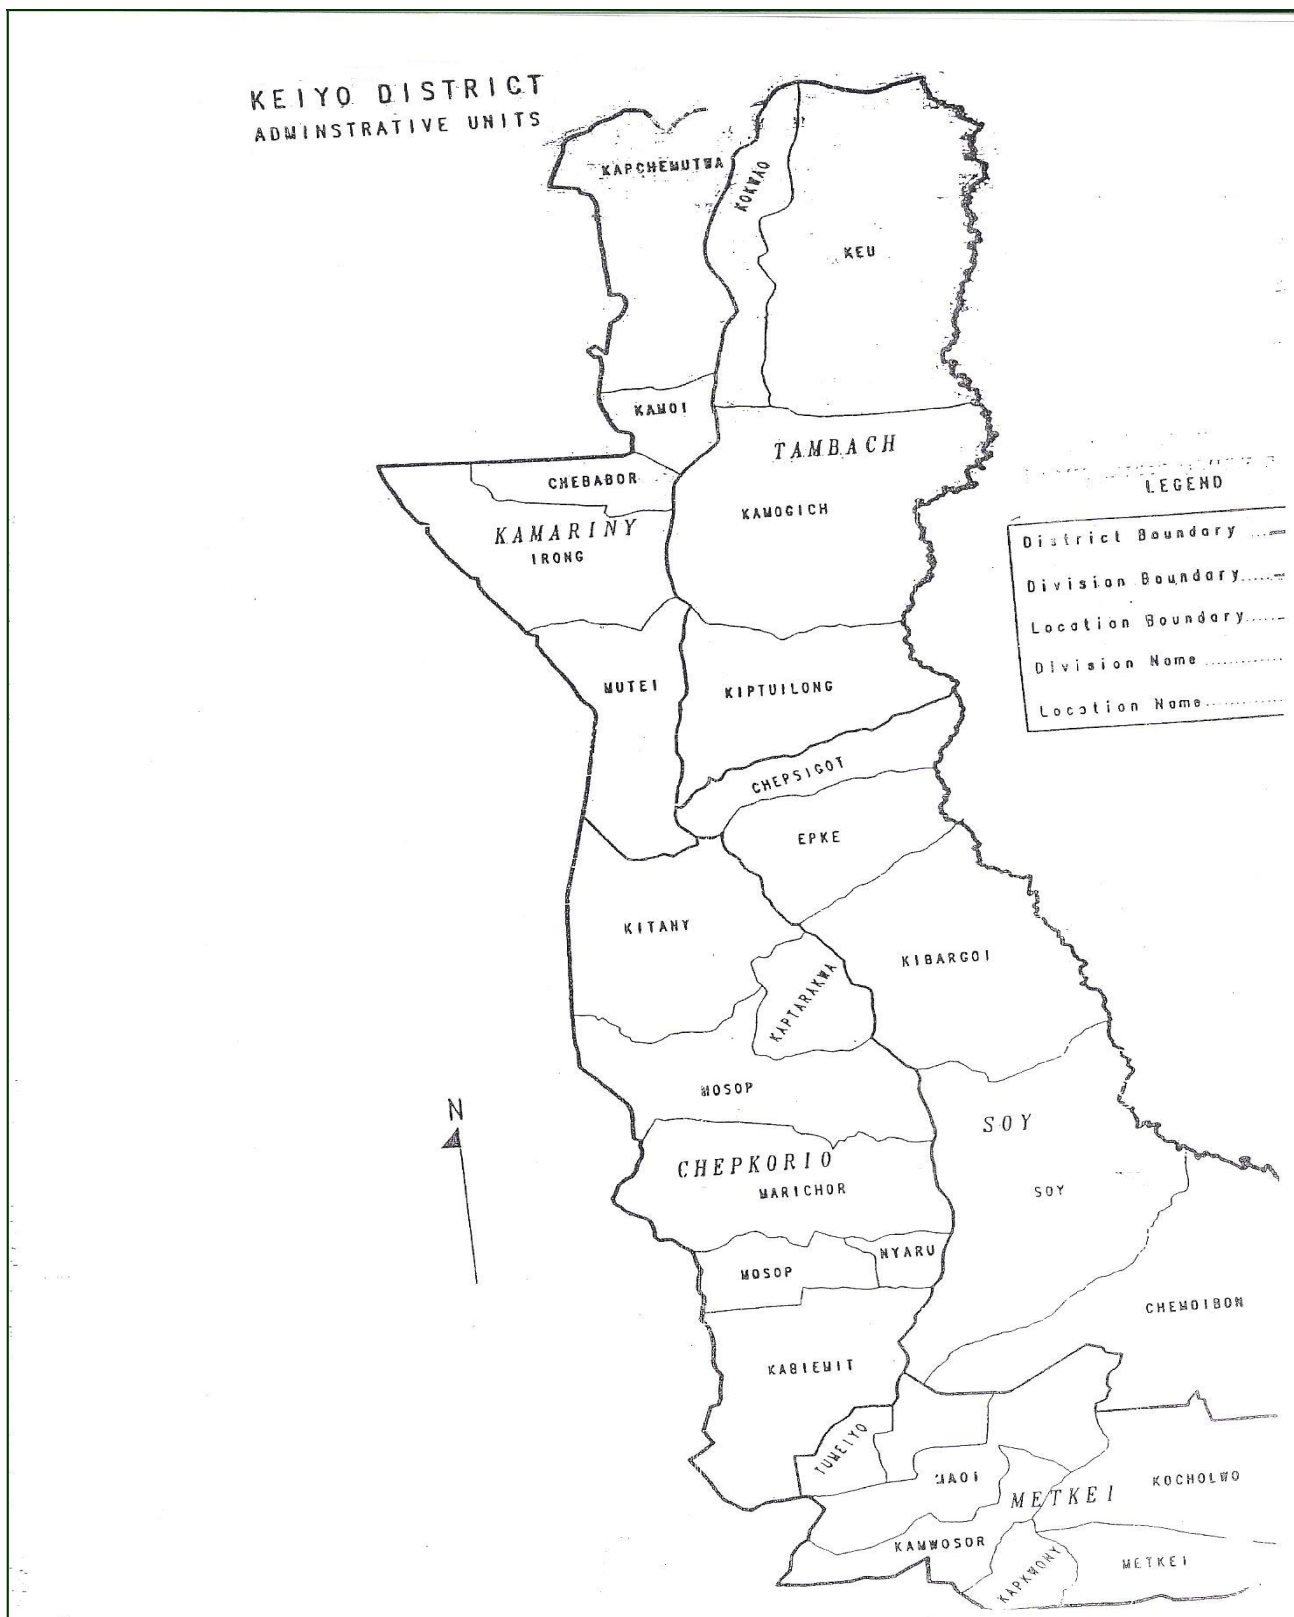 KEIYO DISTRICT
ADMINSTRATIVE UNITS
KAPCHEMUTWA
KOKWAO
KEU
KAMOI
TAMBACH
CHEBABOR
KAMOGICH
KAMARINY
IRONG
LEGEND
District Boundary ....
Division Boundary......
Location Boundary......
Division Name .............
Location Name.............
MUTEI
KIPTUILONG
CHEPSIGOT
EPKE
KITANY
KIBARGOI
KAPTARAKWA
MOSOP
N
SOY
CHEPKORIO
MARICHOR
SOY
NYARU
MOSOP
CHEMOIBON
KABIEMIT
TUMEIYO
MAOI
METKEI
KOCHOLWO
KAMWOSOR
KAPKWONY
METKEI